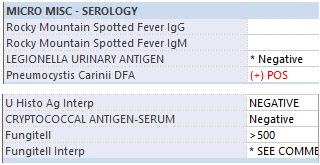 MICRO MISC - SEROLOGY
Rocky Mountain Spotted Fever IgG
Rocky Mountain Spotted Fever IgM
LEGIONELLA URINARY ANTIGEN * Negative
Pneumocystis Carinii DFA (+) POS
U Histo Ag Interp NEGATIVE
CRYPTOCOCCAL ANTIGEN-SERUM Negative
Fungitell >500
Fungitell Interp * SEE COMME